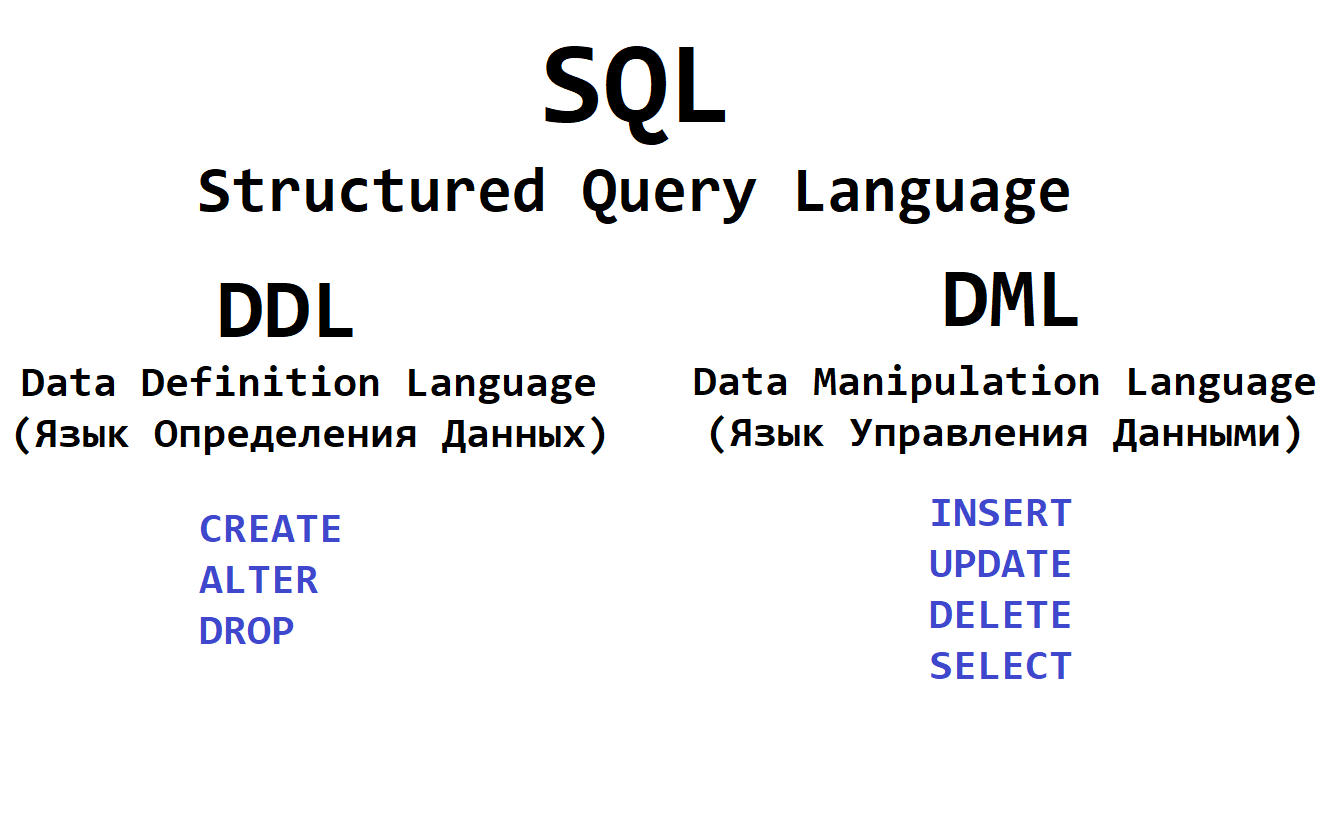 SQL
Structured Query Language
DDL
Data Definition Language
(Язык Определения Данных)
CREATE
ALTER
DROP
DML
Data Manipulation Language
(Язык Управления Данными)
INSERT
UPDATE
DELETE
SELECT